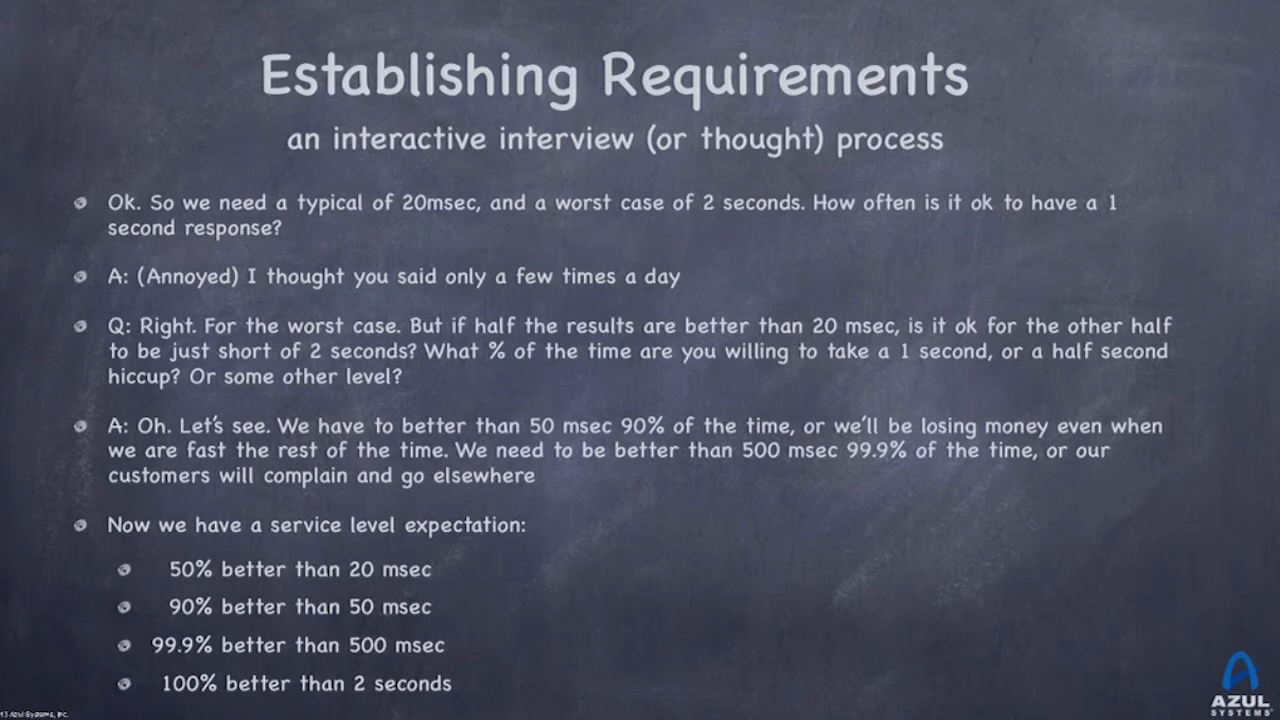 Establishing Requirements
an interactive interview (or thought) process
Ok. So we need a typical of 20msec, and a worst case of 2 seconds. How often is it ok to have a 1
second response?
A: (Annoyed) I thought you said only a few times a day
Q: Right. For the worst case. But if half the results are better than 20 msec, is it ok for the other half
to be just short of 2 seconds? What % of the time are you willing to take a 1 second, or a half second
hiccup? Or some other level?
A: Oh. Let's see. We have to better than 50 msec 90% of the time, or we'll be losing money even when
we are fast the rest of the time. We need to be better than 500 msec 99.9% of the time, or our
customers will complain and go elsewhere
Now we have a service level expectation:
50% better than 20 msec
90% better than 50 msec
99.9% better than 500 msec
100% better than 2 seconds
AZUL
SYSTEMS
Azul Systems, Inc.